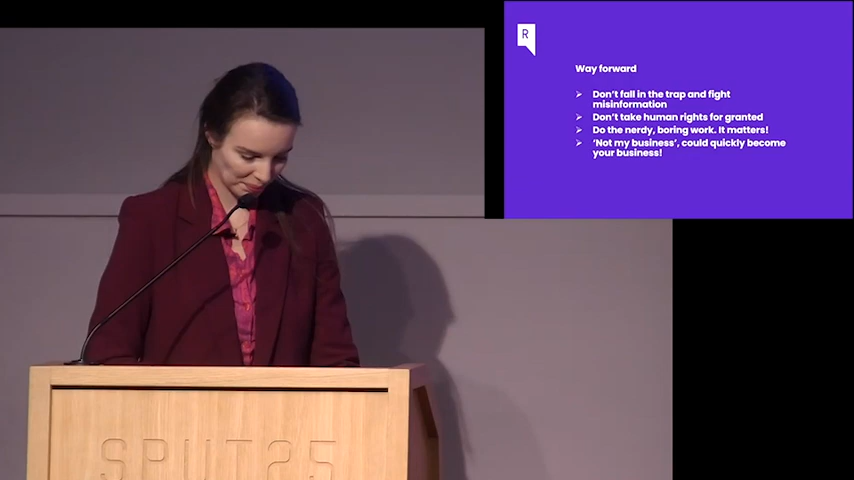 R
Way forward
➢ Don't fall in the trap and fight
misinformation
➢ Don't take human rights for granted
➢ Do the nerdy, boring work. It matters!
➢ 'Not my business', could quickly become
your business!
SPUT25